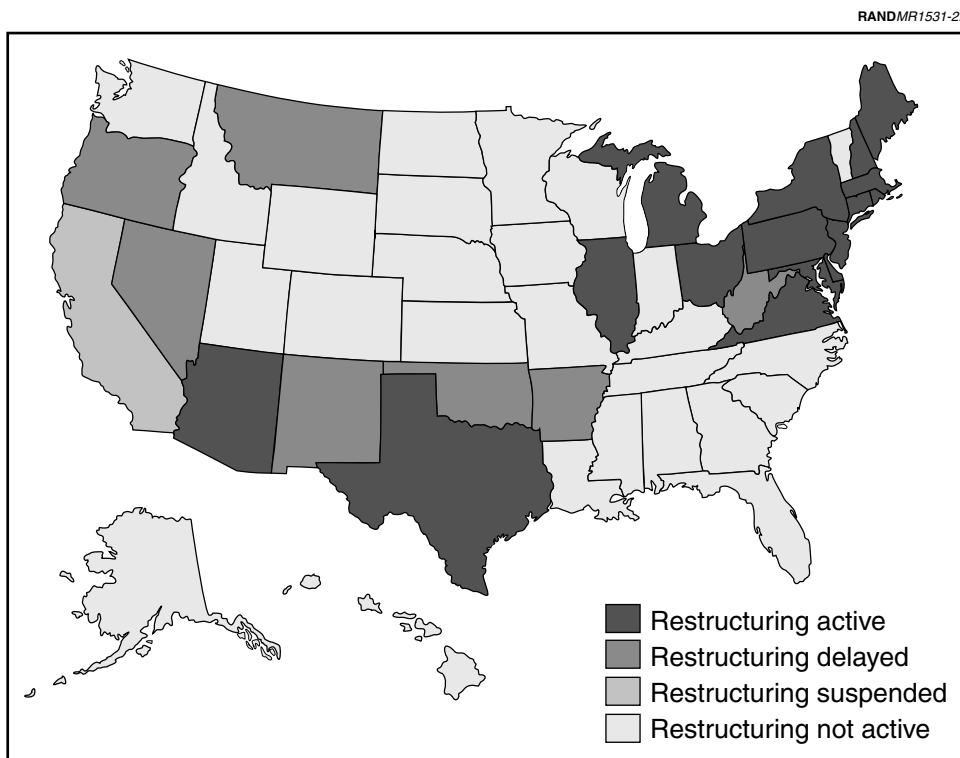 RANDMR1531-2.
Restructuring active
Restructuring delayed
Restructuring suspended
Restructuring not active